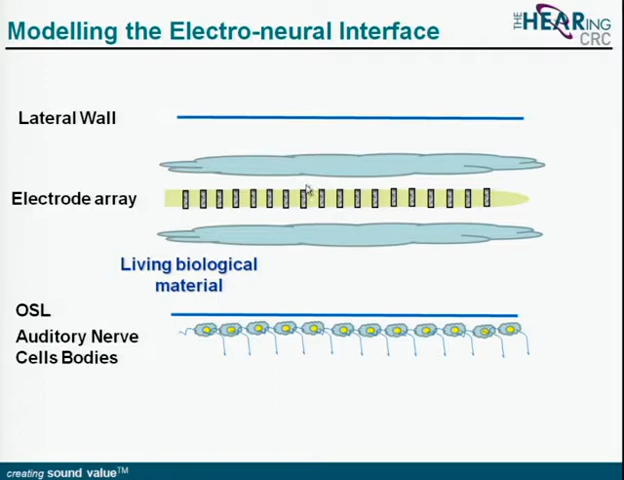 Modelling the Electro-neural Interface
THE HEARing
CRC
Lateral Wall
Electrode array
Living biological
material
OSL
Auditory Nerve
Cells Bodies
creating sound value™